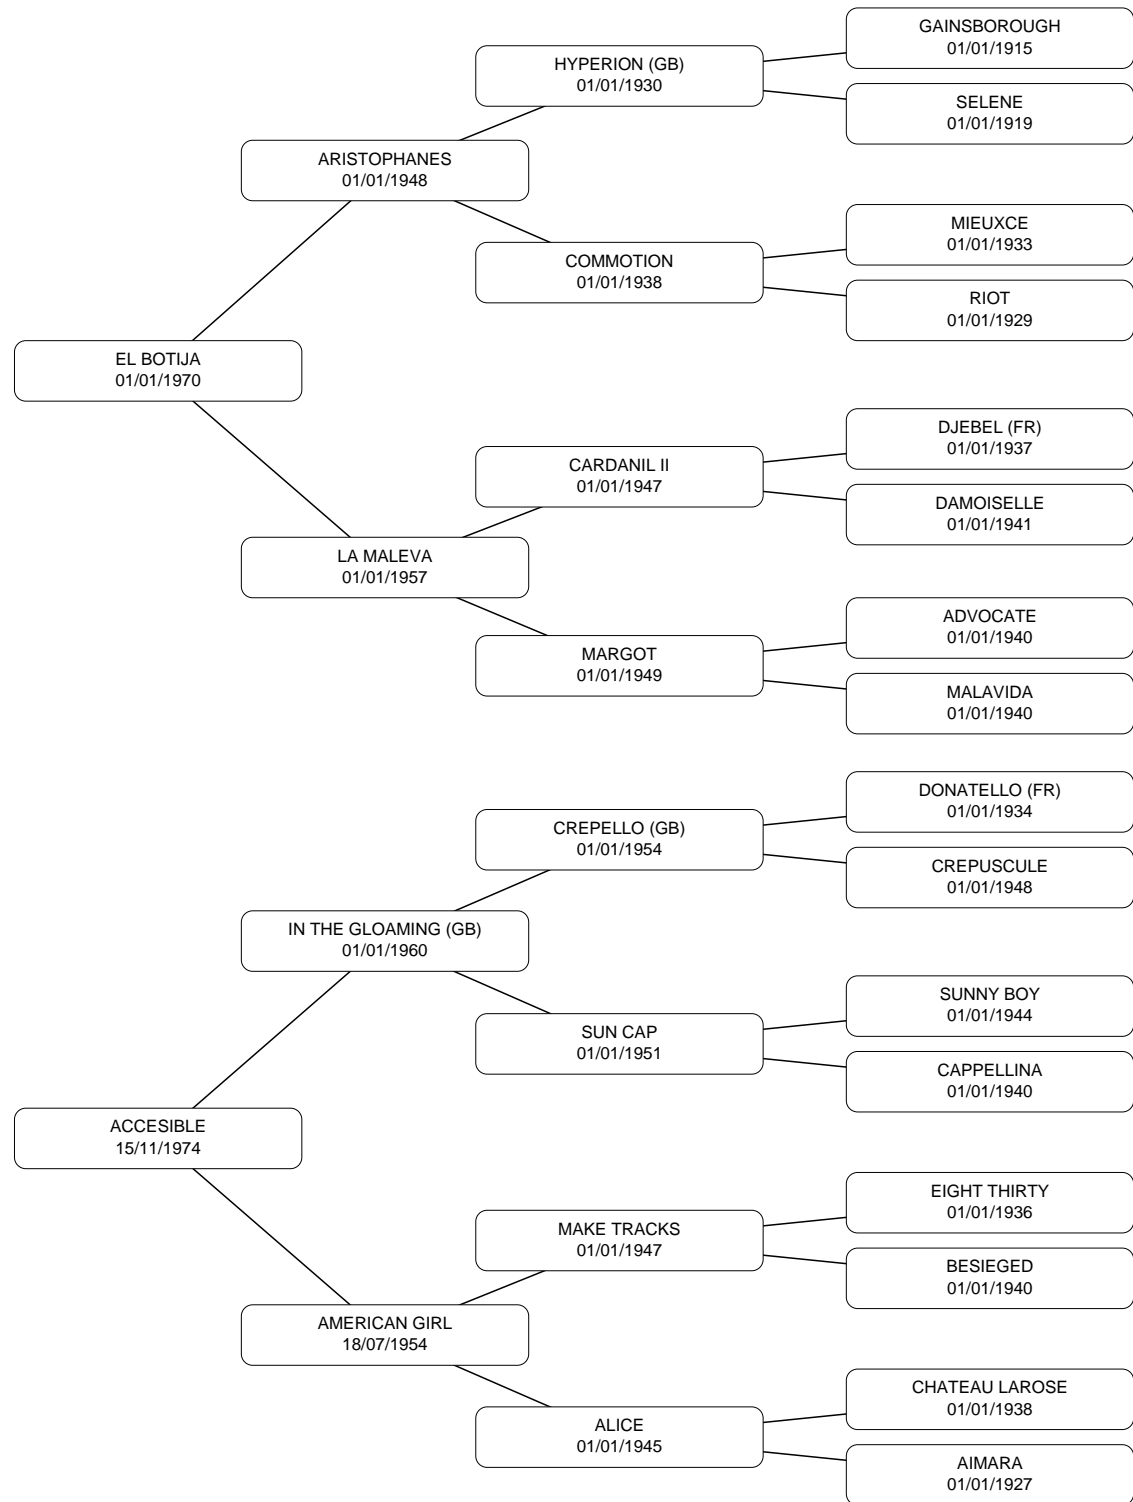 GAINSBOROUGH
01/01/1915
HYPERION (GB)
01/01/1930
SELENE
01/01/1919
ARISTOPHANES
01/01/1948
MIEUXCE
01/01/1933
COMMOTION
01/01/1938
RIOT
01/01/1929
EL BOTIJA
01/01/1970
DJEBEL (FR)
01/01/1937
CARDANIL II
01/01/1947
DAMOISELLE
01/01/1941
LA MALEVA
01/01/1957
ADVOCATE
01/01/1940
MARGOT
01/01/1949
MALAVIDA
01/01/1940
DONATELLO (FR)
01/01/1934
CREPELLO (GB)
01/01/1954
CREPUSCULE
01/01/1948
IN THE GLOAMING (GB)
01/01/1960
SUNNY BOY
01/01/1944
SUN CAP
01/01/1951
CAPPELLINA
01/01/1940
ACCESIBLE
15/11/1974
EIGHT THIRTY
01/01/1936
MAKE TRACKS
01/01/1947
BESIEGED
01/01/1940
AMERICAN GIRL
18/07/1954
CHATEAU LAROSE
01/01/1938
ALICE
01/01/1945
AIMARA
01/01/1927